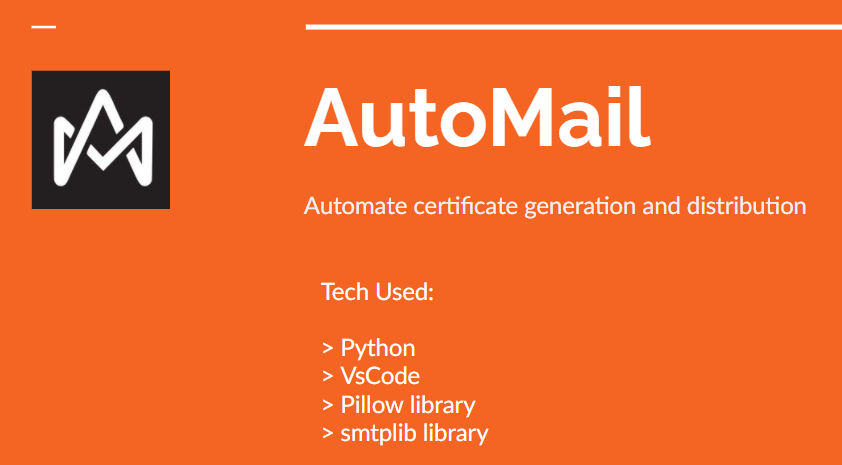 AutoMail
Automate certificate generation and distribution
Tech Used:
> Python
> VsCode
> Pillow library
> smtplib library